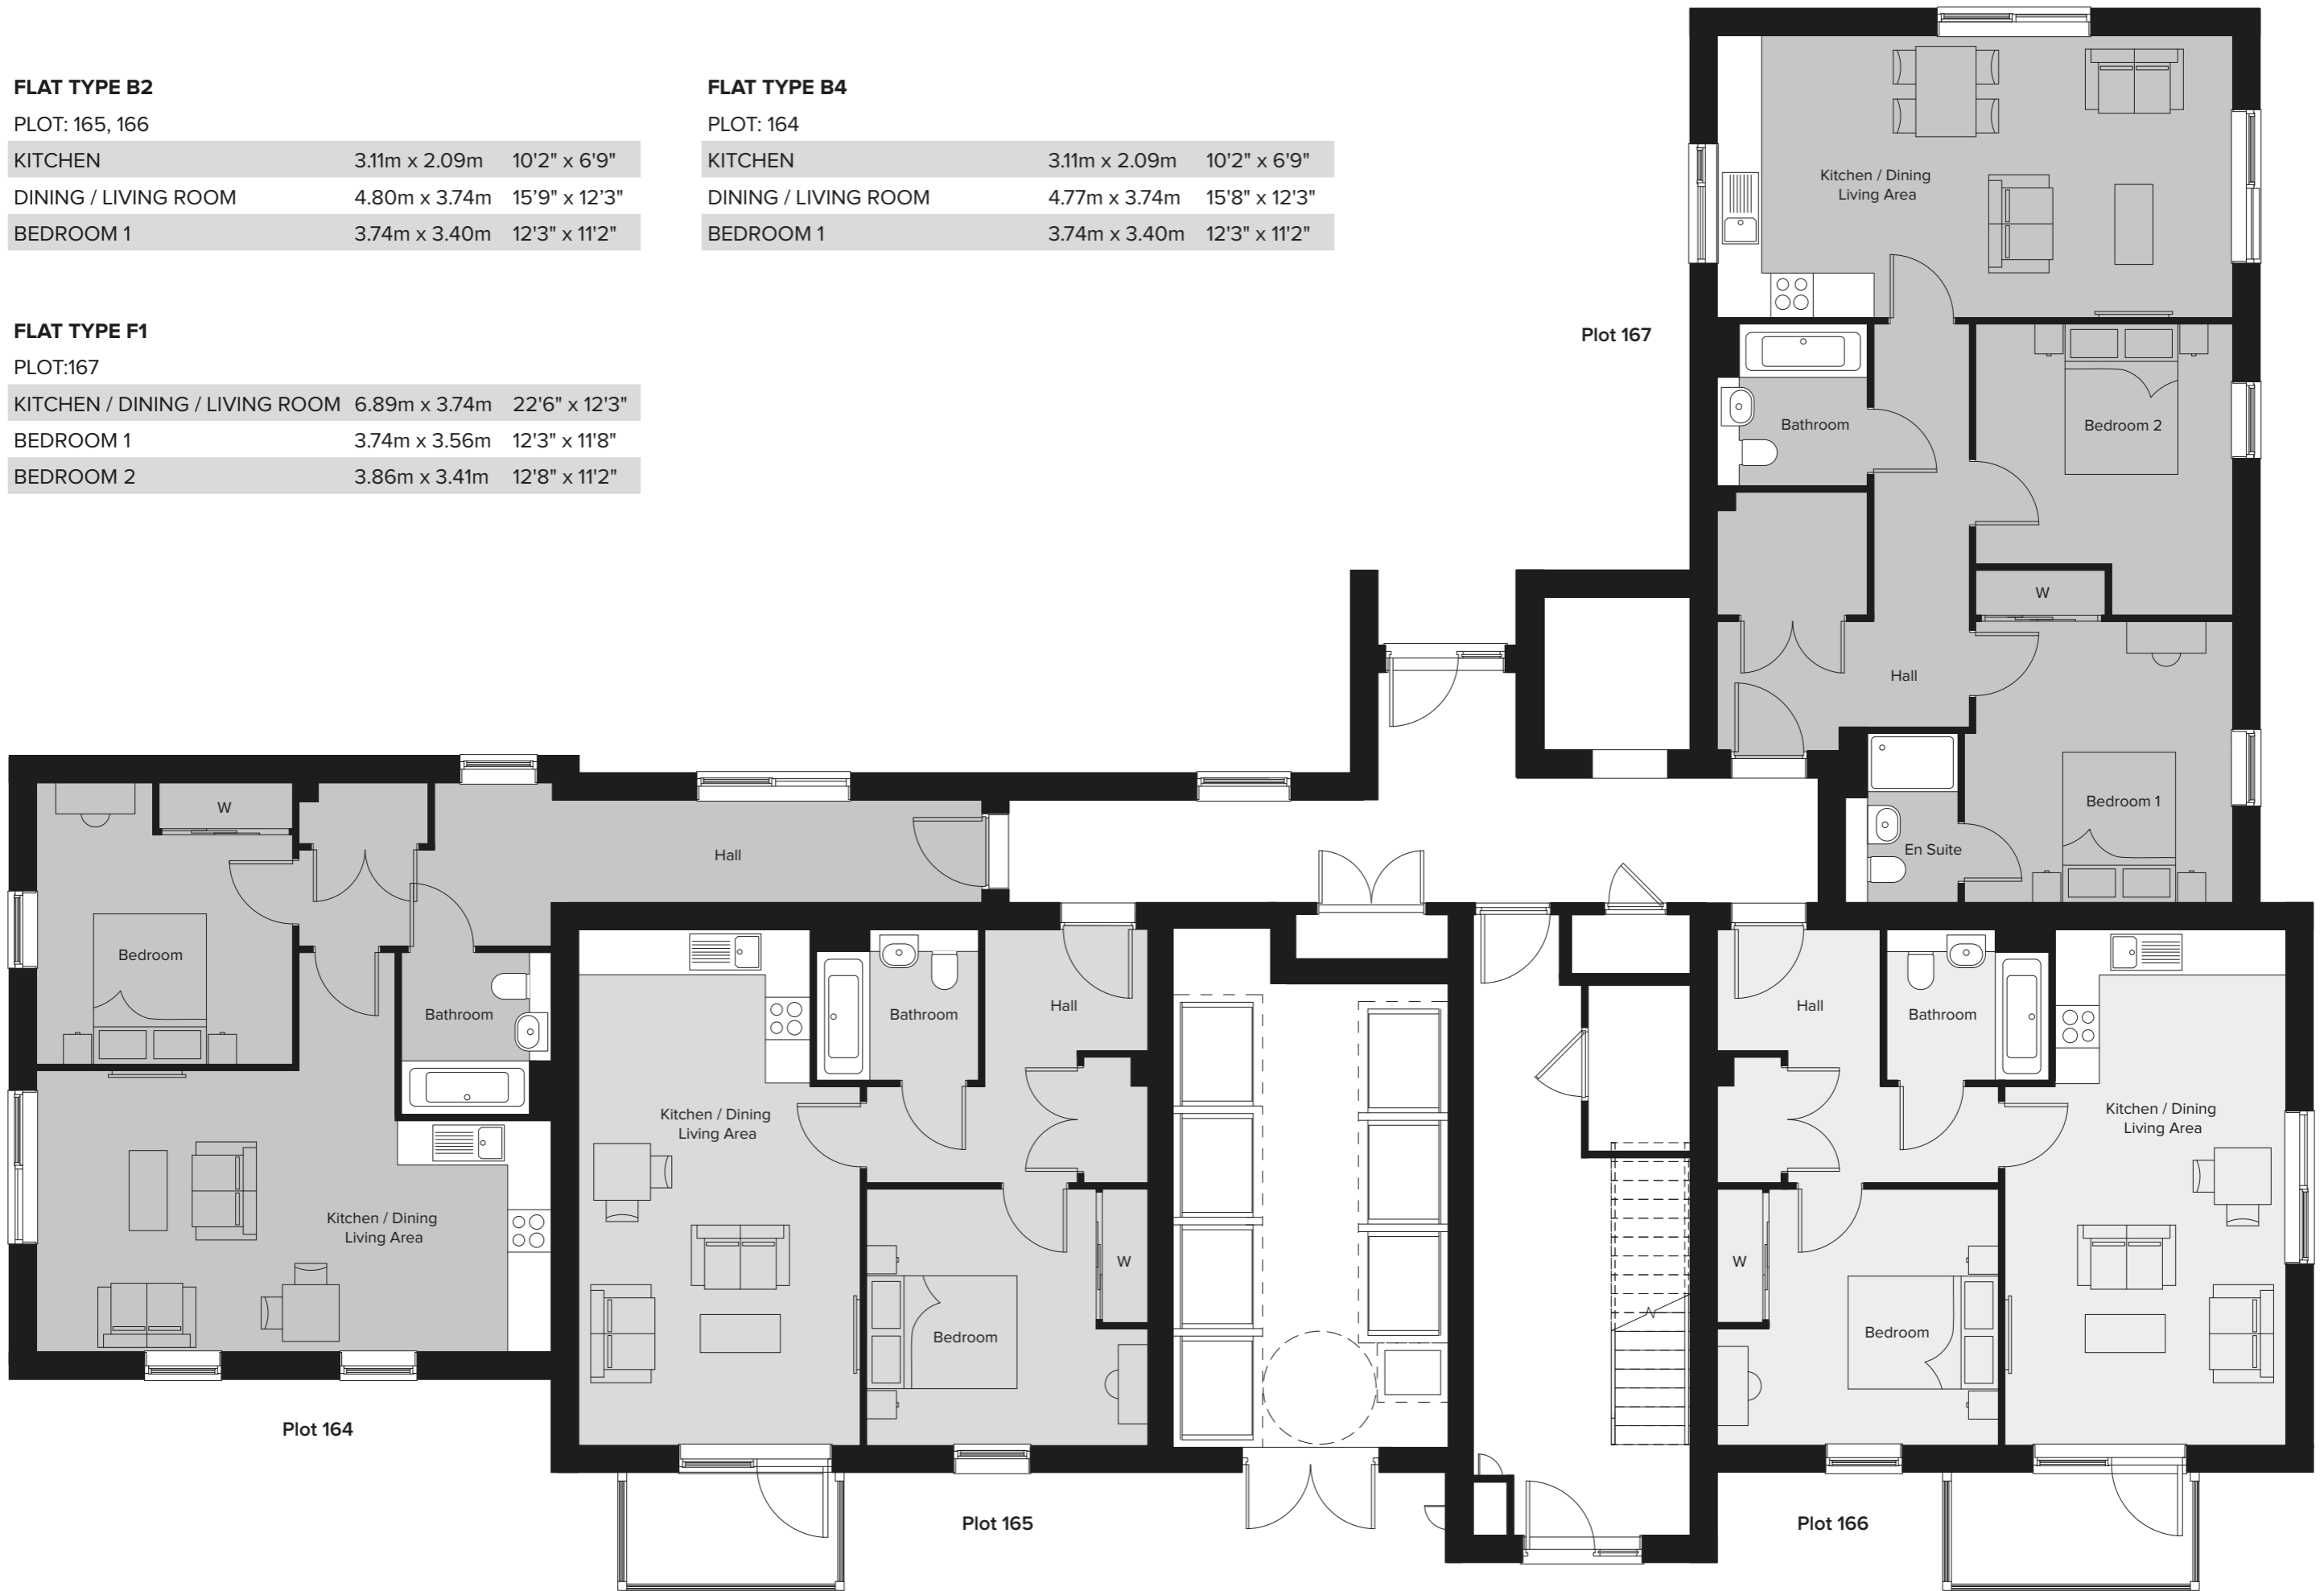 FLAT TYPE B2
PLOT: 165, 166
KITCHEN 3.11m x 2.09m 10'2" x 6'9"
DINING / LIVING ROOM 4.80m x 3.74m 15’9" x 12’3"
BEDROOM 1 3.74m x 3.40m 12'3" x 11'2"
FLAT TYPE B4
PLOT: 164
KITCHEN 3.11m x 2.09m 10'2" x 6'9"
DINING / LIVING ROOM 4.77m x 3.74m 15'8" x 12'3"
BEDROOM 1 3.74m x 3.40m 12'3" x 11'2"
FLAT TYPE F1
PLOT:167
KITCHEN / DINING / LIVING ROOM 6.89m x 3.74m 22'6" x 12'3"
BEDROOM 1 3.74m x 3.56m 12'3" x 11'8"
BEDROOM 2 3.86m x 3.41m 12'8" x 11'2"
Plot 167
Kitchen / Dining
Living Area
Bathroom
Bedroom 2
W
Hall
Bedroom 1
En Suite
W
Hall
Bedroom
Bathroom
Kitchen / Dining
Living Area
Plot 164
Bathroom
Hall
Kitchen / Dining
Living Area
W
Bedroom
Plot 165
Hall
Bathroom
Kitchen / Dining
Living Area
W
Bedroom
Plot 166